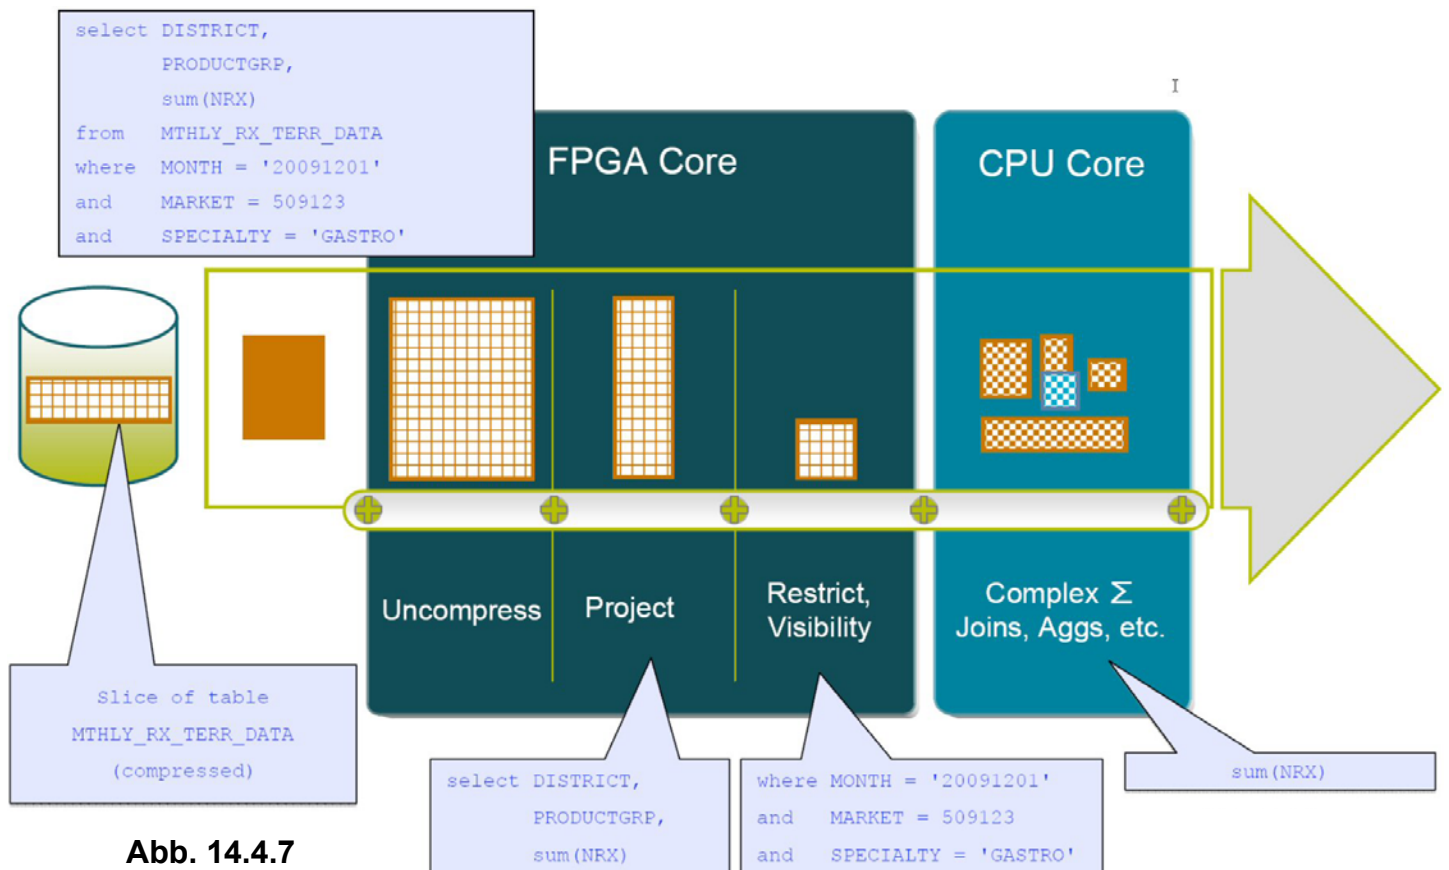 select DISTRICT,
PRODUCTGRP,
sum(NRX)
from MTHLY_RX_TERR_DATA
where MONTH = '20091201'
and MARKET = 509123
and SPECIALTY = 'GASTRO'
FPGA Core
CPU Core
Uncompress
Project
Restrict,
Visibility
Complex Σ
Joins, Aggs, etc.
Slice of table
MTHLY_RX_TERR_DATA
(compressed)
select DISTRICT,
PRODUCTGRP,
sum(NRX)
where MONTH = '20091201'
and MARKET = 509123
and SPECIALTY = 'GASTRO'
sum(NRX)
Abb. 14.4.7